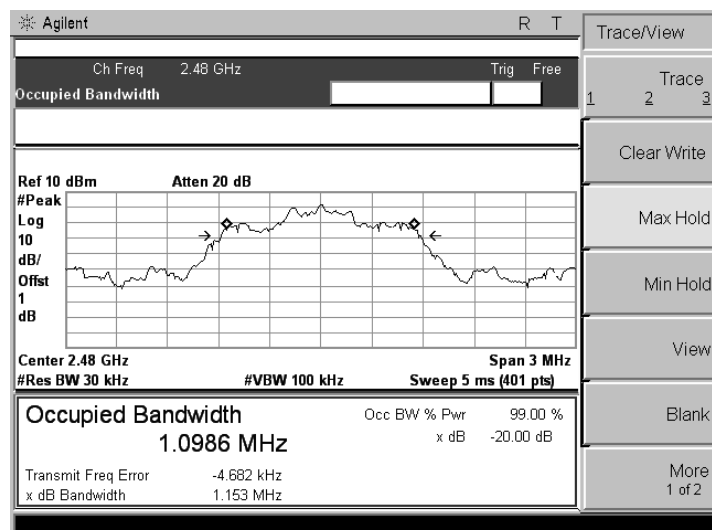 Agilent R T
Ch Freq 2.48 GHz Trig Free
Occupied Bandwidth
Ref 10 dBm Atten 20 dB
#Peak
Log
10
dB/
Offst
1
dB
Center 2.48 GHz Span 3 MHz
#Res BW 30 kHz #VBW 100 kHz Sweep 5 ms (401 pts)
Occupied Bandwidth Occ BW % Pwr 99.00 %
1.0986 MHz x dB -20.00 dB
Transmit Freq Error -4.682 kHz
x dB Bandwidth 1.153 MHz
Trace/View
Trace
1 2 3
Clear Write
Max Hold
Min Hold
View
Blank
More
1 of 2